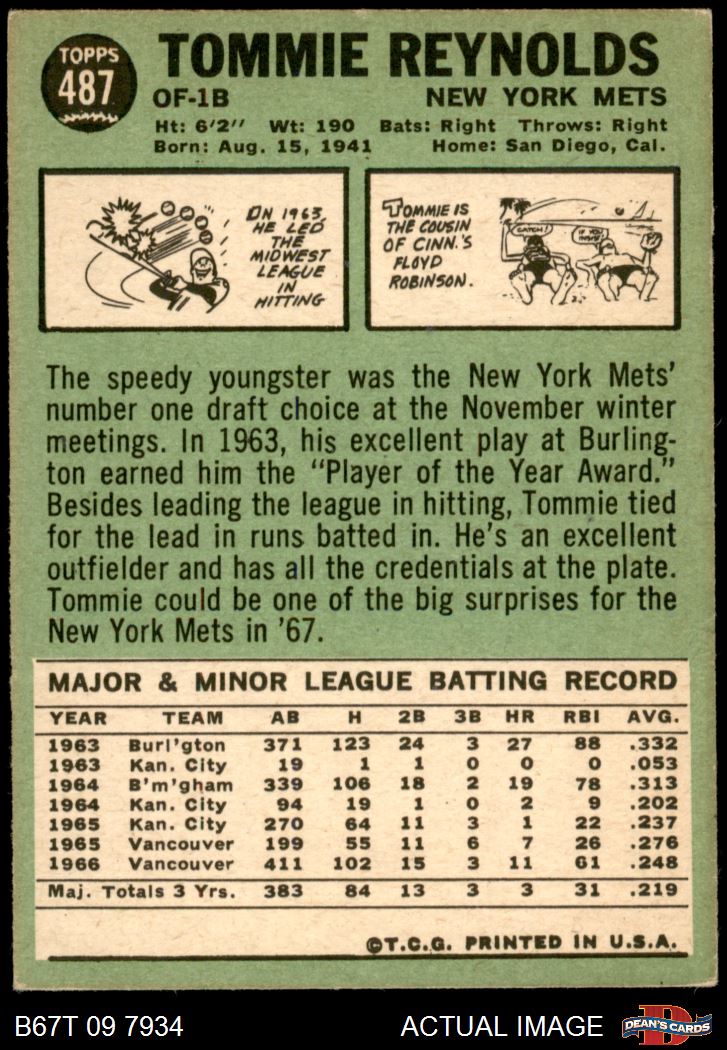 TOPPS
487
TOMMIE REYNOLDS
OF-1B NEW YORK METS
Ht: 6'2" Wt: 190 Bats: Right Throws: Right
Born: Aug. 15, 1941 Home: San Diego, Cal.
ON 1963,
HE LED
THE
MIDWEST
LEAGUE
IN
HITTING
TOMMIE IS
THE COUSIN
OF CINN.'S
FLOYD
ROBINSON.
CATCH!
IF YOU
INSIST!
The speedy youngster was the New York Mets'
number one draft choice at the November winter
meetings. In 1963, his excellent play at Burling-
ton earned him the "Player of the Year Award."
Besides leading the league in hitting, Tommie tied
for the lead in runs batted in. He's an excellent
outfielder and has all the credentials at the plate.
Tommie could be one of the big surprises for the
New York Mets in '67.
MAJOR & MINOR LEAGUE BATTING RECORD
YEAR TEAM AB H 2B 3B HR RBI AVG.
1963 Burl'gton 371 123 24 3 27 88 .332
1963 Kan. City 19 1 1 0 0 0 .053
1964 B'm'gham 339 106 18 2 19 78 .313
1964 Kan. City 94 19 1 0 2 9 .202
1965 Kan. City 270 64 11 3 1 22 .237
1965 Vancouver 199 55 11 6 7 26 .276
1966 Vancouver 411 102 15 3 11 61 .248
Maj. Totals 3 Yrs. 383 84 13 3 3 31 .219
©T.C.G. PRINTED IN U.S.A.
B67T 09 7934 ACTUAL IMAGE
D
DEAN'S CARDS